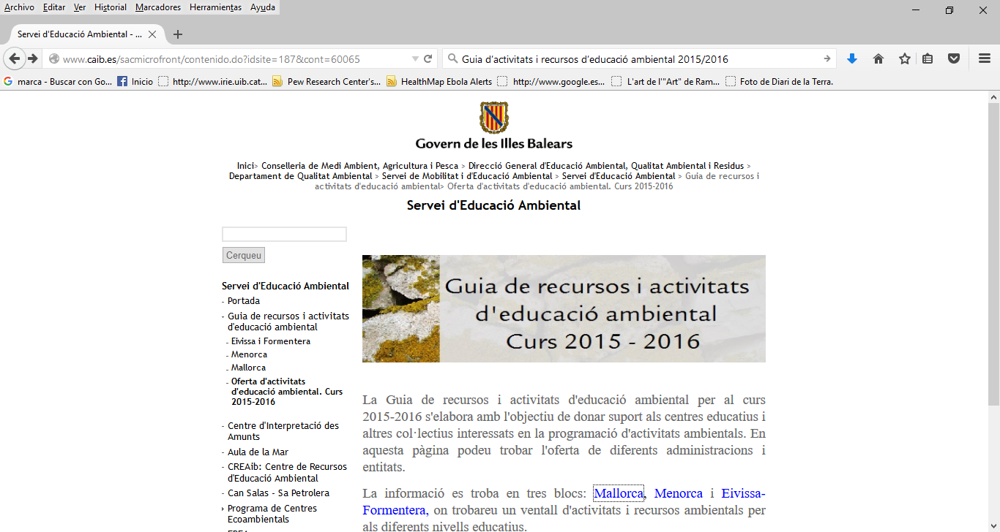 Archivo Editar Ver Historial Marcadores Herramientas Ayuda
Servei d'Educació Ambiental - ...
www.caib.es/sacmicrofront/contenido.do?idsite=187&cont=60065
Guia d'activitats i recursos d'educació ambiental 2015/2016
marca - Buscar con Go... Inicio http://www.irie.uib.cat... Pew Research Center's... HealthMap Ebola Alerts http://www.google.es... L'art de l'"Art" de Ram... Foto de Diari de la Terra.
Govern de les Illes Balears
Inici> Conselleria de Medi Ambient, Agricultura i Pesca > Direcció General d'Educació Ambiental, Qualitat Ambiental i Residus >
Departament de Qualitat Ambiental > Servei de Mobilitat i d'Educació Ambiental > Servei d'Educació Ambiental > Guia de recursos i
activitats d'educació ambiental> Oferta d'activitats d'educació ambiental. Curs 2015-2016
Servei d'Educació Ambiental
Cerqueu
Servei d'Educació Ambiental
- Portada
- Guia de recursos i activitats
d'educació ambiental
- Eivissa i Formentera
- Menorca
- Mallorca
- Oferta d'activitats
d'educació ambiental. Curs
2015-2016
- Centre d'Interpretació des
Amunts
- Aula de la Mar
- CREAib: Centre de Recursos
d'Educació Ambiental
- Can Salas - Sa Petrolera
Programa de Centres
Ecoambientals
Guia de recursos i activitats
d'educació ambiental
Curs 2015 - 2016
La Guia de recursos i activitats d'educació ambiental per al curs
2015-2016 s'elabora amb l'objectiu de donar suport als centres educatius i
altres col·lectius interessats en la programació d'activitats ambientals. En
aquesta pàgina podeu trobar l'oferta de diferents administracions i
entitats.
La informació es troba en tres blocs: Mallorca, Menorca i Eivissa-
Formentera, on trobareu un ventall d'activitats i recursos ambientals per
als diferents nivells educatius.